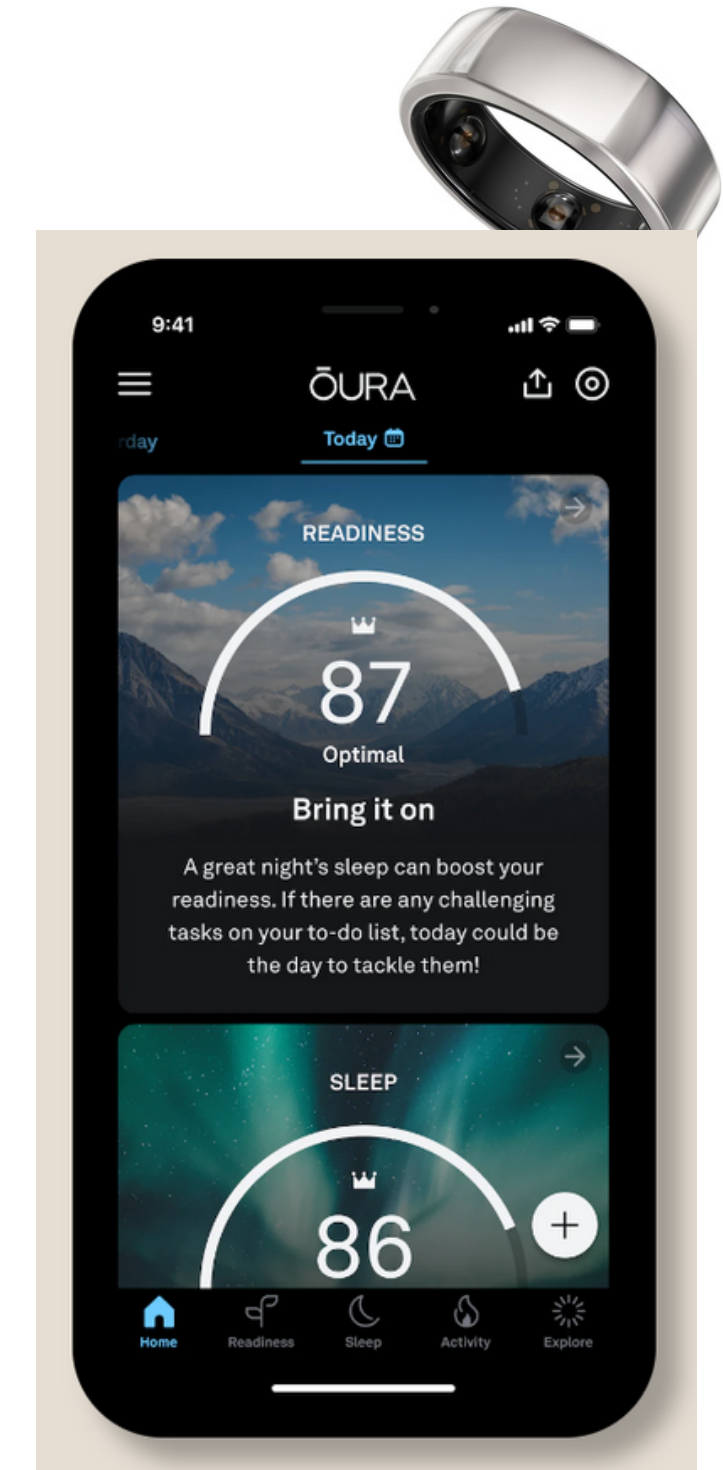 9:41
ŌURA
rday
Today
READINESS
87
Optimal
Bring it on
A great night's sleep can boost your
readiness. If there are any challenging
tasks on your to-do list, today could be
the day to tackle them!
SLEEP
86
Home
Readiness
Sleep
Activity
Explore